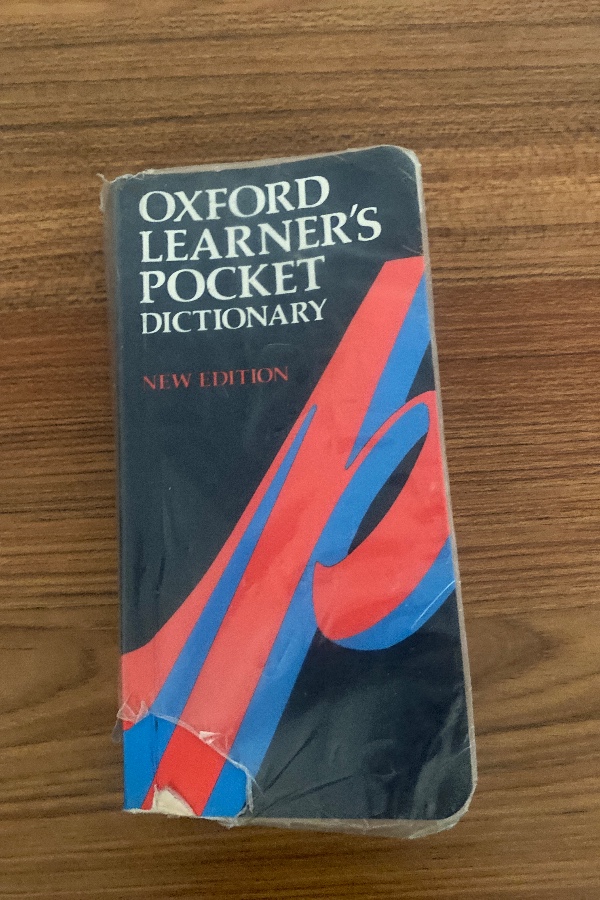 OXFORD
LEARNER'S
POCKET
DICTIONARY
NEW EDITION